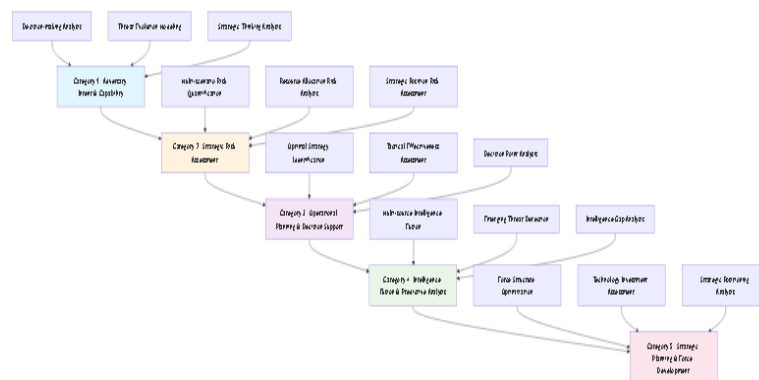 Decision-making Analysis
Threat Evolution Modeling
Strategic Thinking Analysis
Category 1 Adversary
Intent & Capability
Multi-scenario Risk
Quantification
Resource Allocation Risk
Analysis
Strategic Position Risk
Assessment
Category 2 Strategic Risk
Assessment
Optimal Strategy
Identification
Tactical Effectiveness
Assessment
Decision Point Analysis
Category 3 Operational
Planning & Decision Support
Multi-source Intelligence
Fusion
Emerging Threat Detection
Intelligence Gap Analysis
Category 4 Intelligence
Fusion & Predictive Analysis
Force Structure
Optimization
Technology Investment
Assessment
Strategic Positioning
Analysis
Category 5 Strategic
Planning & Force
Development